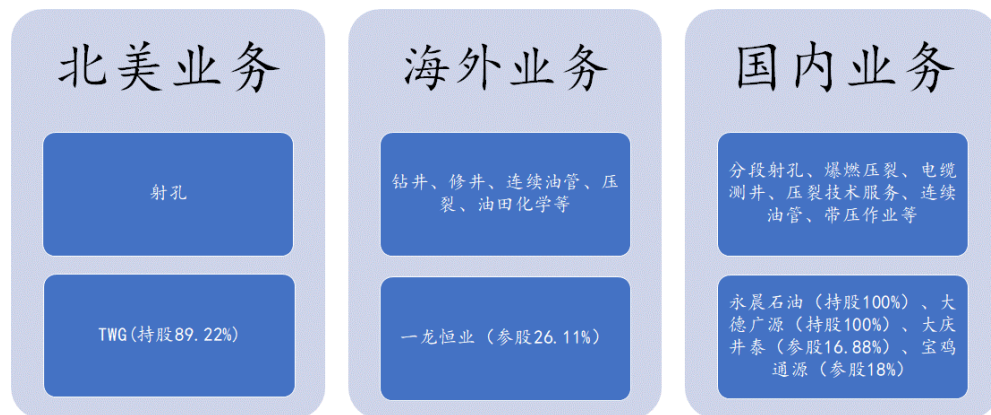 北美业务
射孔
TWG(持股89.22%)
海外业务
钻井、修井、连续油管、压
裂、油田化学等
一龙恒业（参股26.11%）
国内业务
分段射孔、爆燃压裂、电缆
测井、压裂技术服务、连续
油管、带压作业等
永晨石油（持股100%）、大
德广源（持股100%）、大庆
井泰（参股16.88%）、宝鸡
通源（参股18%）